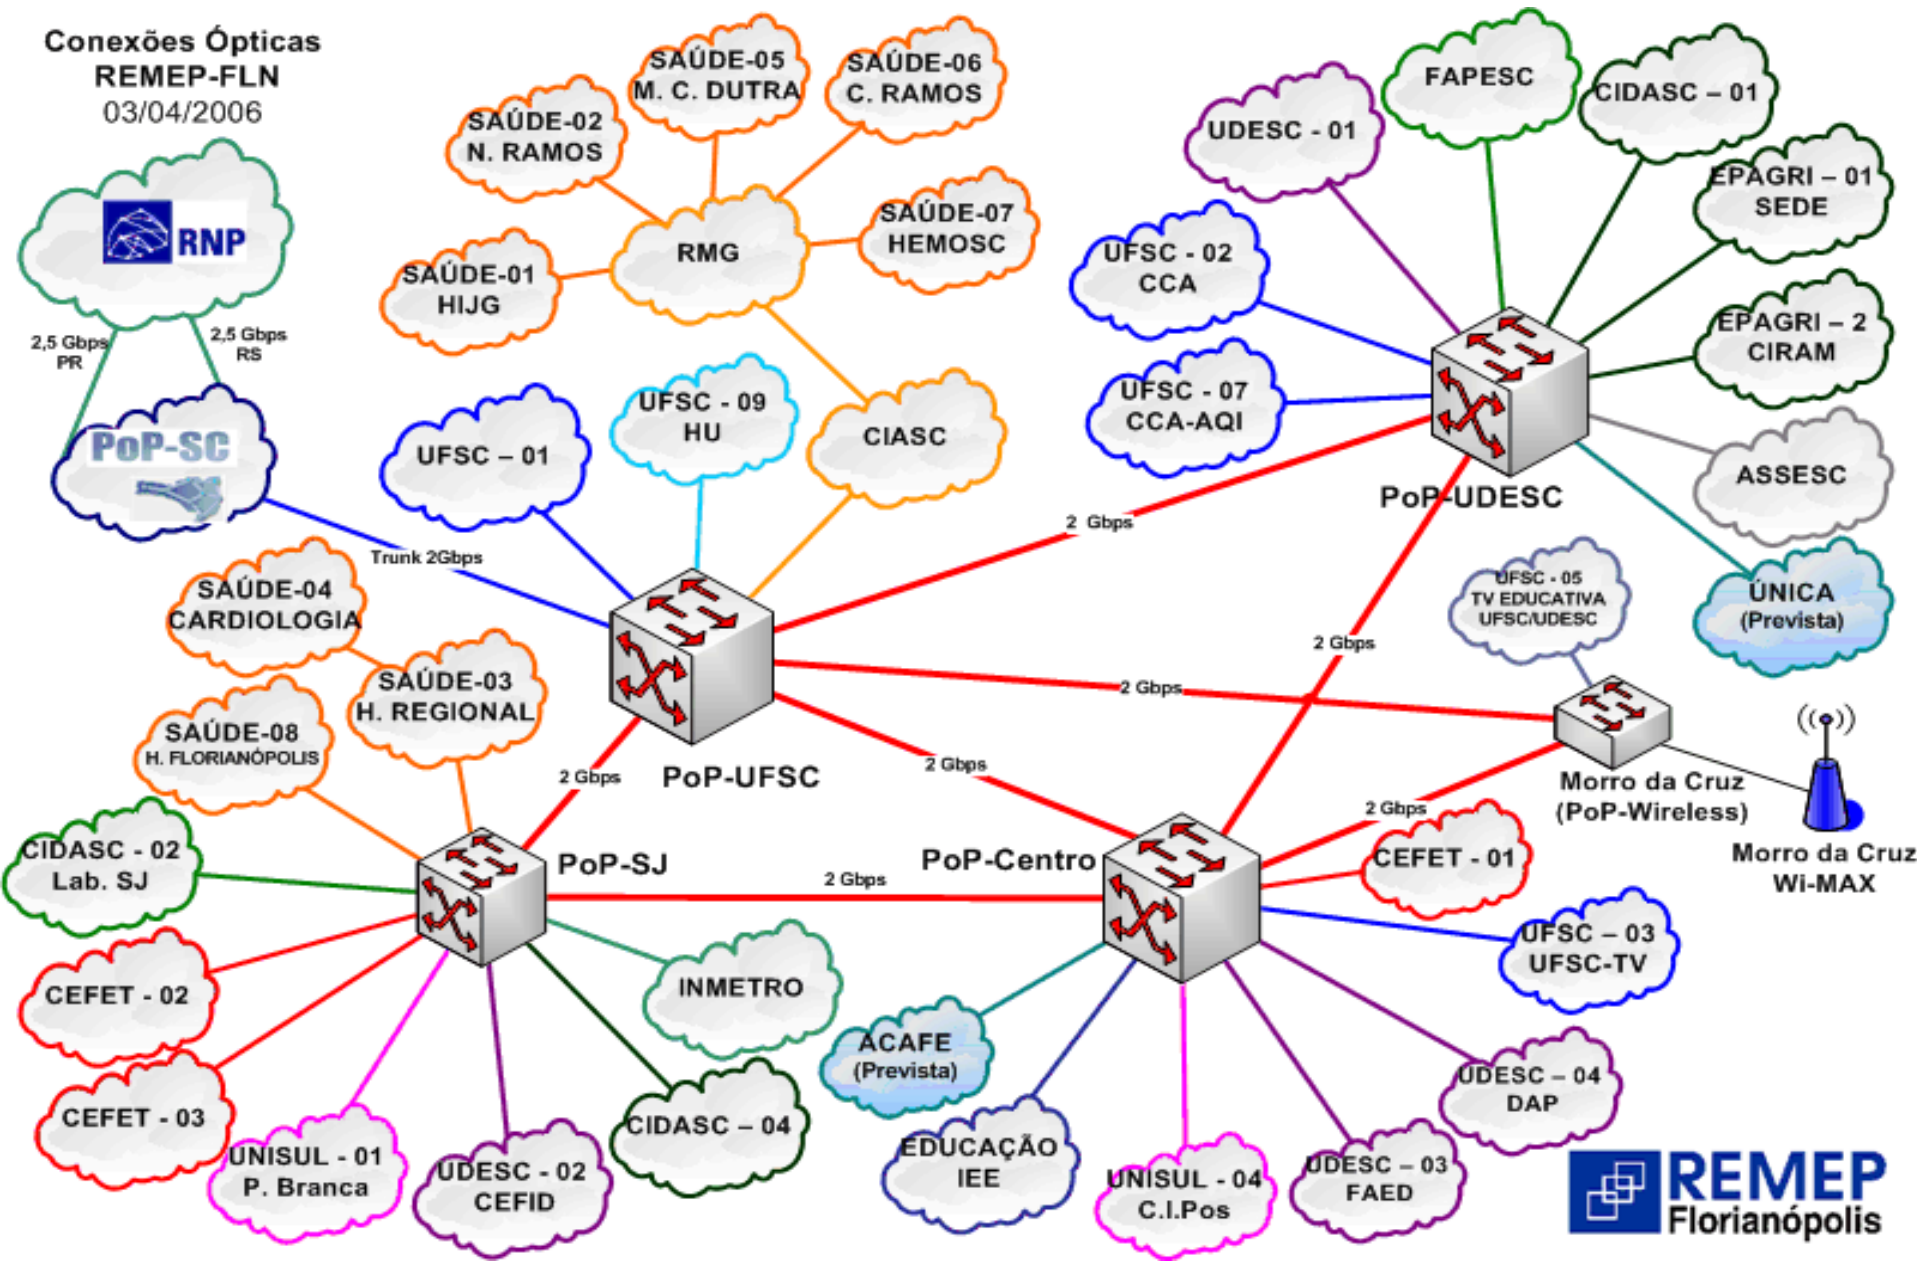 Conexões Ópticas
REMEP-FLN
03/04/2006
RNP
2,5 Gbps
PR
2,5 Gbps
RS
PoP-SC
Trunk 2Gbps
SAÚDE-02
N. RAMOS
SAÚDE-05
M. C. DUTRA
SAÚDE-06
C. RAMOS
SAÚDE-07
HEMOSC
SAÚDE-01
HIJG
RMG
UFSC – 01
UFSC - 09
HU
CIASC
UDESC - 01
FAPESC
CIDASC – 01
EPAGRI – 01
SEDE
UFSC - 02
CCA
EPAGRI – 2
CIRAM
UFSC - 07
CCA-AQI
ASSESC
PoP-UDESC
ÚNICA
(Prevista)
2 Gbps
2 Gbps
2 Gbps
2 Gbps
2 Gbps
2 Gbps
2 Gbps
UFSC - 05
TV EDUCATIVA
UFSC/UDESC
Morro da Cruz
(PoP-Wireless)
Morro da Cruz
Wi-MAX
PoP-UFSC
SAÚDE-04
CARDIOLOGIA
SAÚDE-03
H. REGIONAL
SAÚDE-08
H. FLORIANÓPOLIS
CIDASC - 02
Lab. SJ
PoP-SJ
PoP-Centro
CEFET - 01
UFSC – 03
UFSC-TV
CEFET - 02
INMETRO
CEFET - 03
UNISUL - 01
P. Branca
UDESC - 02
CEFID
CIDASC – 04
ACAFE
(Prevista)
EDUCAÇÃO
IEE
UNISUL - 04
C.I.Pos
UDESC – 03
FAED
UDESC – 04
DAP
REMEP
Florianópolis